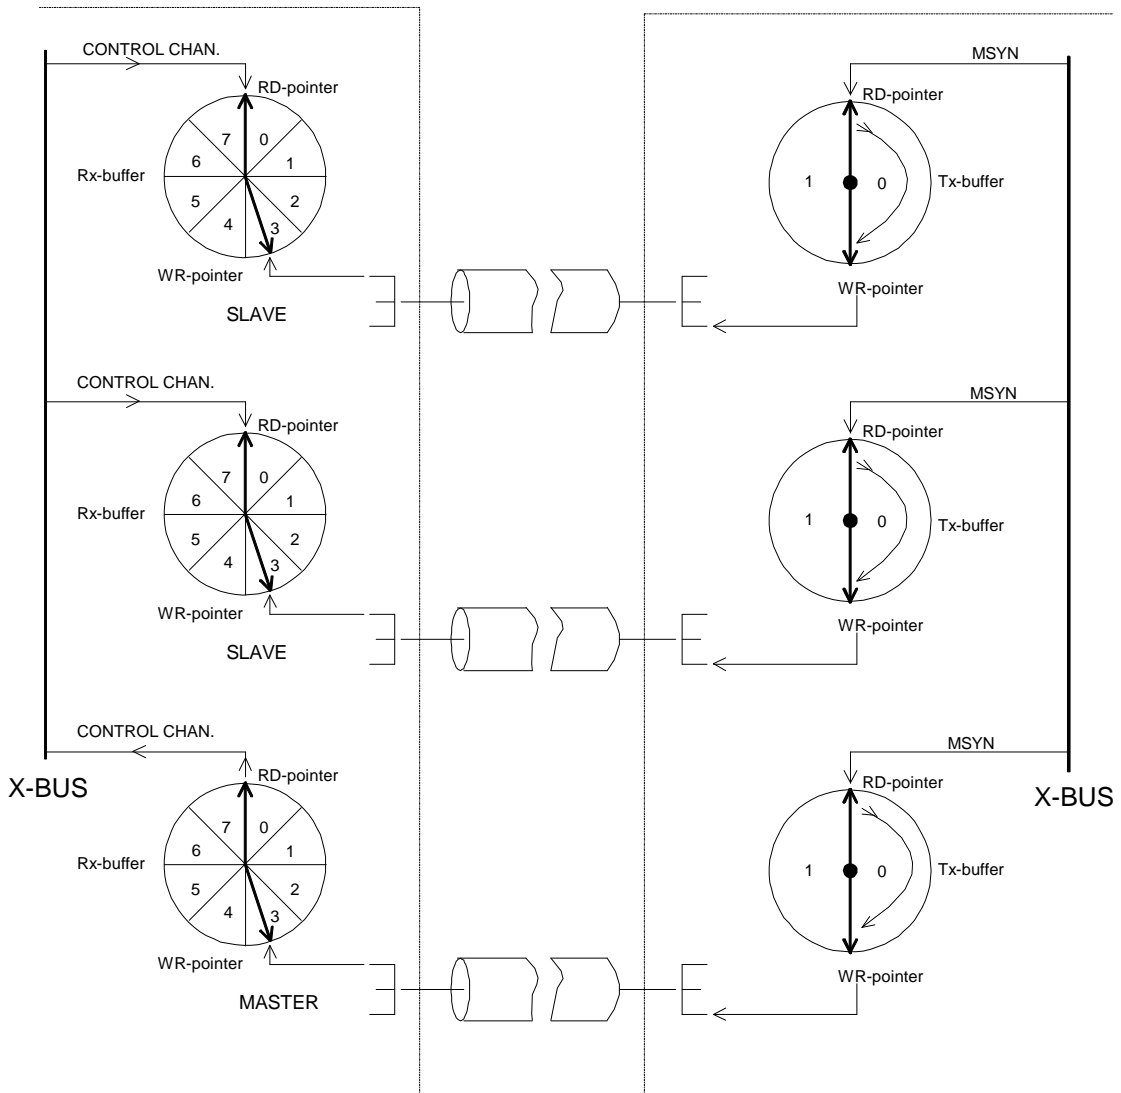 CONTROL CHAN.
MSYN
RD-pointer
RD-pointer
7 0
6 1
Rx-buffer
5 2
4 3
1 0
Tx-buffer
WR-pointer
WR-pointer
SLAVE
CONTROL CHAN.
MSYN
RD-pointer
RD-pointer
7 0
6 1
Rx-buffer
5 2
4 3
1 0
Tx-buffer
WR-pointer
WR-pointer
SLAVE
CONTROL CHAN.
MSYN
X-BUS
X-BUS
RD-pointer
RD-pointer
7 0
6 1
Rx-buffer
5 2
4 3
1 0
Tx-buffer
WR-pointer
WR-pointer
MASTER